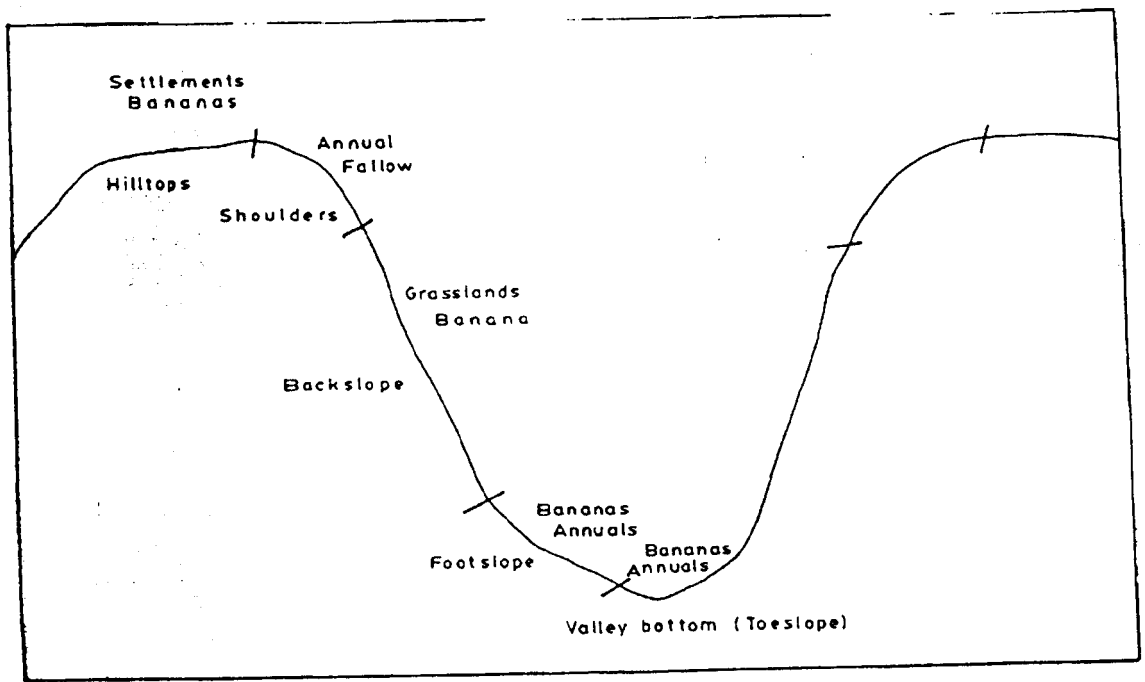 Settlements
Bananas
Annual
Fallow
Hilltops
Shoulders
Grasslands
Banana
Backslope
Bananas
Annuals
Bananas
Annuals
Footslope
Valley bottom (Toeslope)